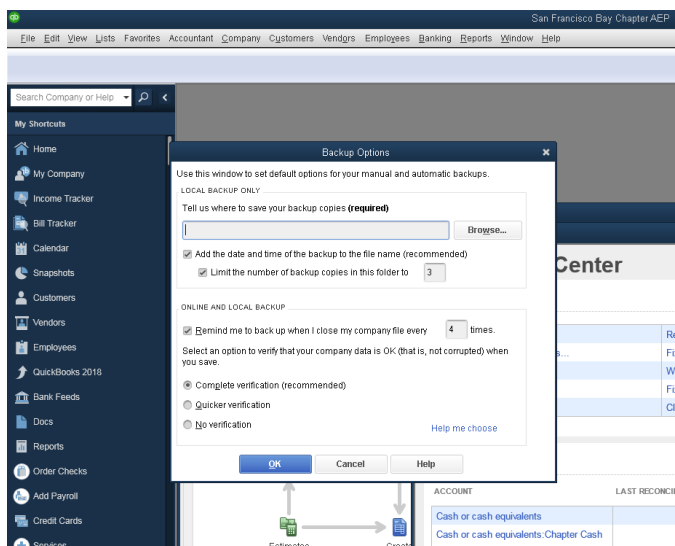 qb
San Francisco Bay Chapter AEP
File Edit View Lists Favorites Accountant Company Customers Vendors Employees Banking Reports Window Help
Search Company or Help
My Shortcuts
Home
My Company
Income Tracker
Bill Tracker
Calendar
Snapshots
Customers
Vendors
Employees
QuickBooks 2018
Bank Feeds
Docs
Reports
Order Checks
Add Payroll
Credit Cards
Services
Backup Options
Use this window to set default options for your manual and automatic backups.
LOCAL BACKUP ONLY
Tell us where to save your backup copies (required)
Browse...
Add the date and time of the backup to the file name (recommended)
Limit the number of backup copies in this folder to 3
ONLINE AND LOCAL BACKUP
Remind me to back up when I close my company file every 4 times.
Select an option to verify that your company data is OK (that is, not corrupted) when
you save.
Complete verification (recommended)
Quicker verification
No verification
Help me choose
OK Cancel Help
Center
s...
Fi
W
Fi
ACCOUNT LAST RECONCI
Cash or cash equivalents
Cash or cash equivalents:Chapter Cash
Estimates